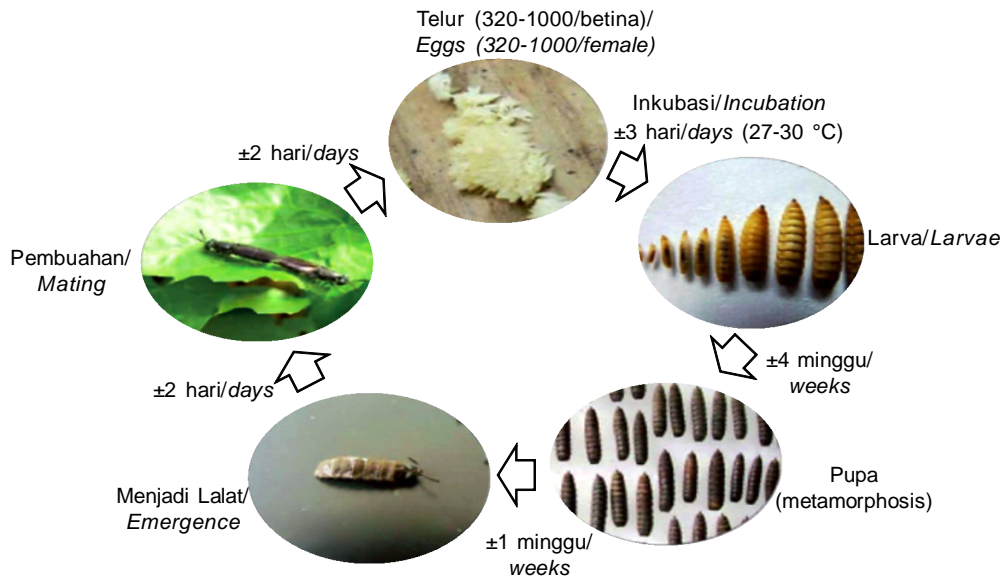 Telur (320-1000/betina)/
Eggs (320-1000/female)
Inkubasi/Incubation
±3 hari/days (27-30 °C)
Larva/Larvae
±4 minggu/
weeks
Pupa
(metamorphosis)
±1 minggu/
weeks
Menjadi Lalat/
Emergence
±2 hari/days
Pembuahan/
Mating
±2 hari/days